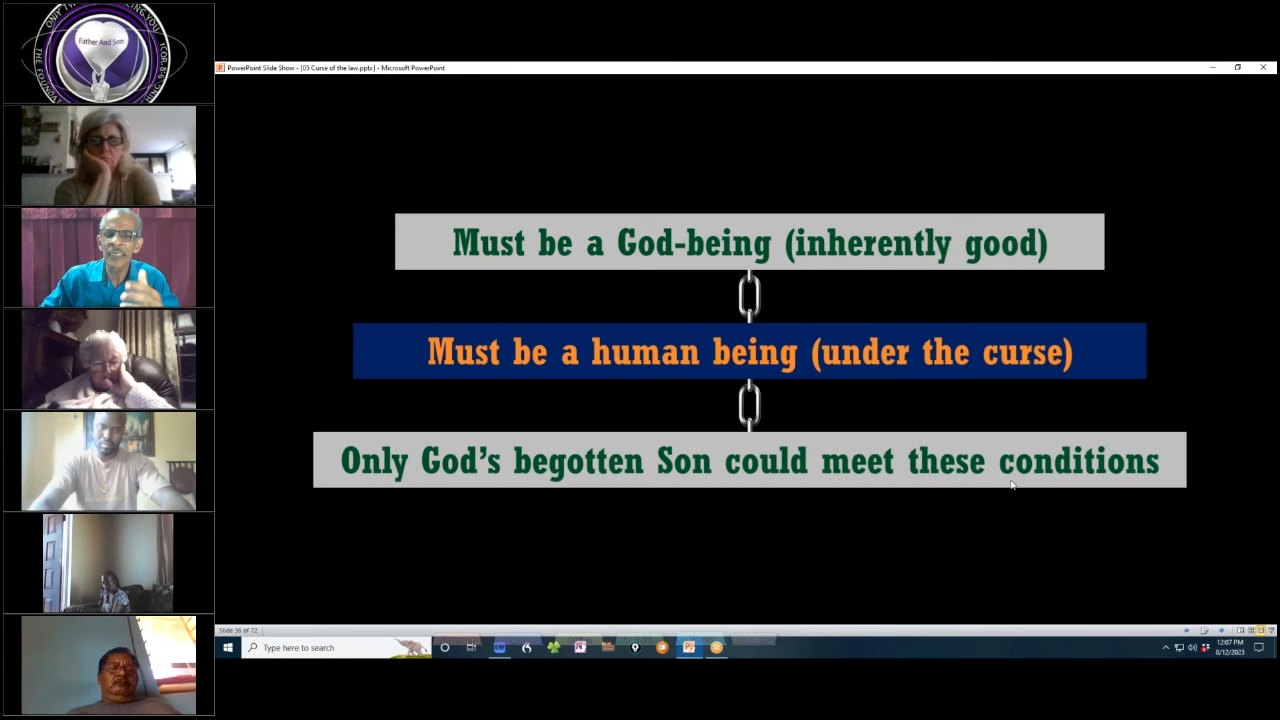 Father And Son
PowerPoint Slide Show - [05 Curse of the law.pptx] - Microsoft PowerPoint
Must be a God-being (inherently good)
Must be a human being (under the curse)
Only God's begotten Son could meet these conditions
Slide 36 of 72
Type here to search
12:07 PM
8/12/2023